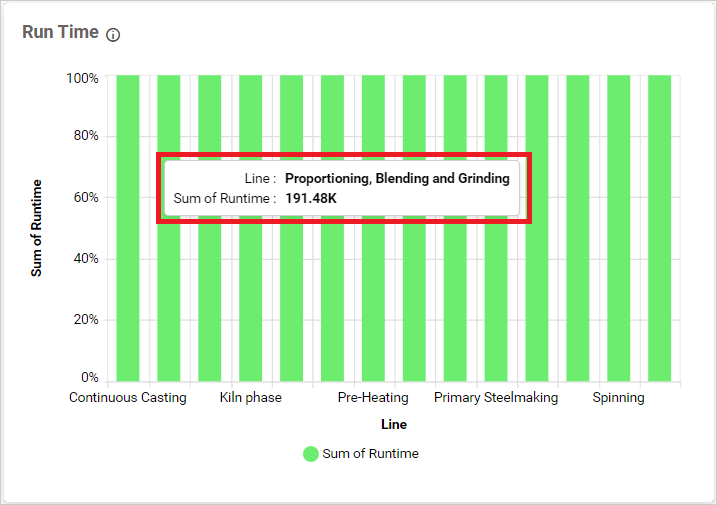 Run Time
100%
80%
Line : Proportioning, Blending and Grinding
Sum of Runtime : 191.48K
60%
40%
20%
0%
Sum of Runtime
Continuous Casting Kiln phase Pre-Heating Primary Steelmaking Spinning
Line
Sum of Runtime